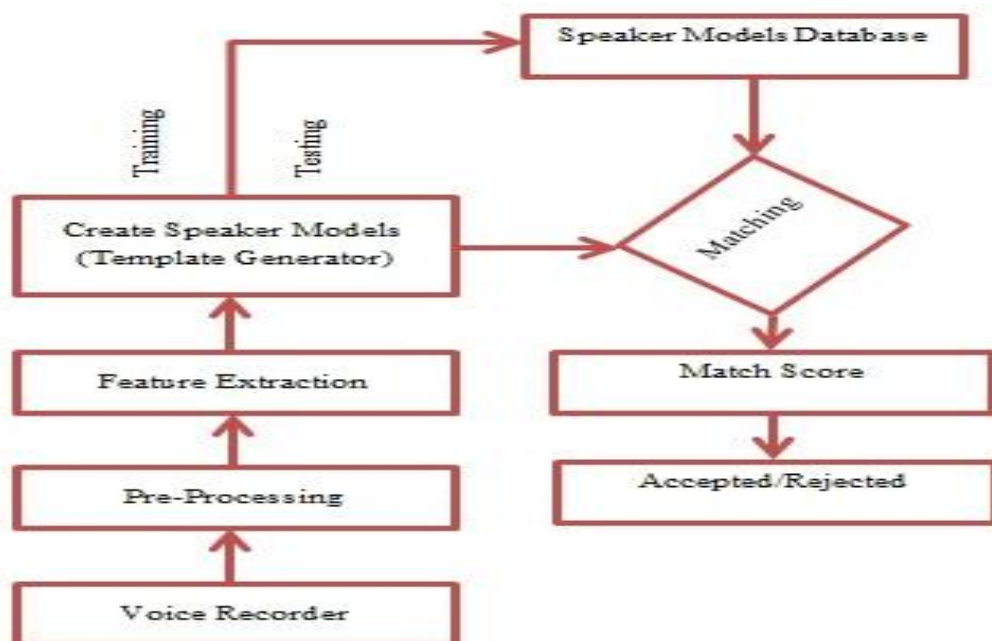 Speaker Models Database
Training
Testing
Create Speaker Models
(Template Generator)
Matching
Feature Extraction
Match Score
Pre-Processing
Accepted/Rejected
Voice Recorder